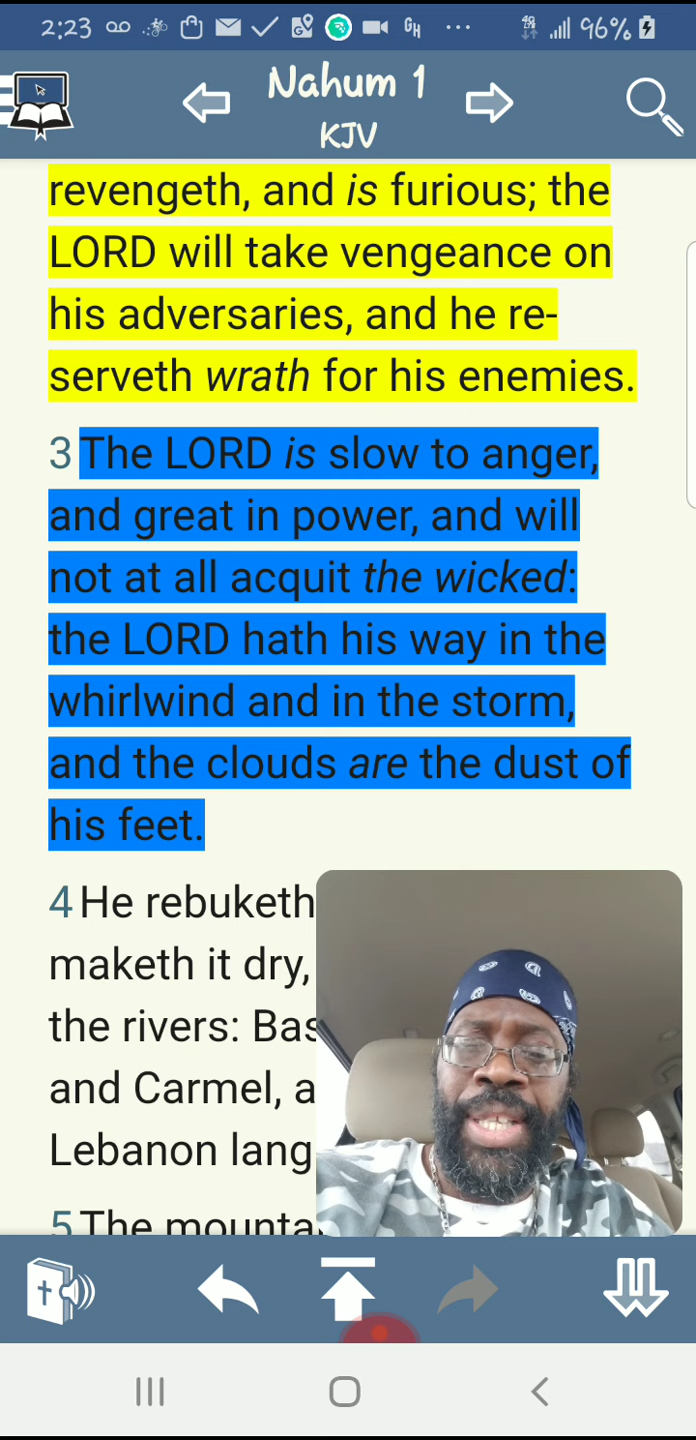 2:23 4G 96%
Nahum 1
KJV
revengeth, and is furious; the
LORD will take vengeance on
his adversaries, and he re-
serveth wrath for his enemies.
3 The LORD is slow to anger,
and great in power, and will
not at all acquit the wicked:
the LORD hath his way in the
whirlwind and in the storm,
and the clouds are the dust of
his feet.
4 He rebuketh
maketh it dry,
the rivers: Bas
and Carmel, a
Lebanon lang
5 The mounta